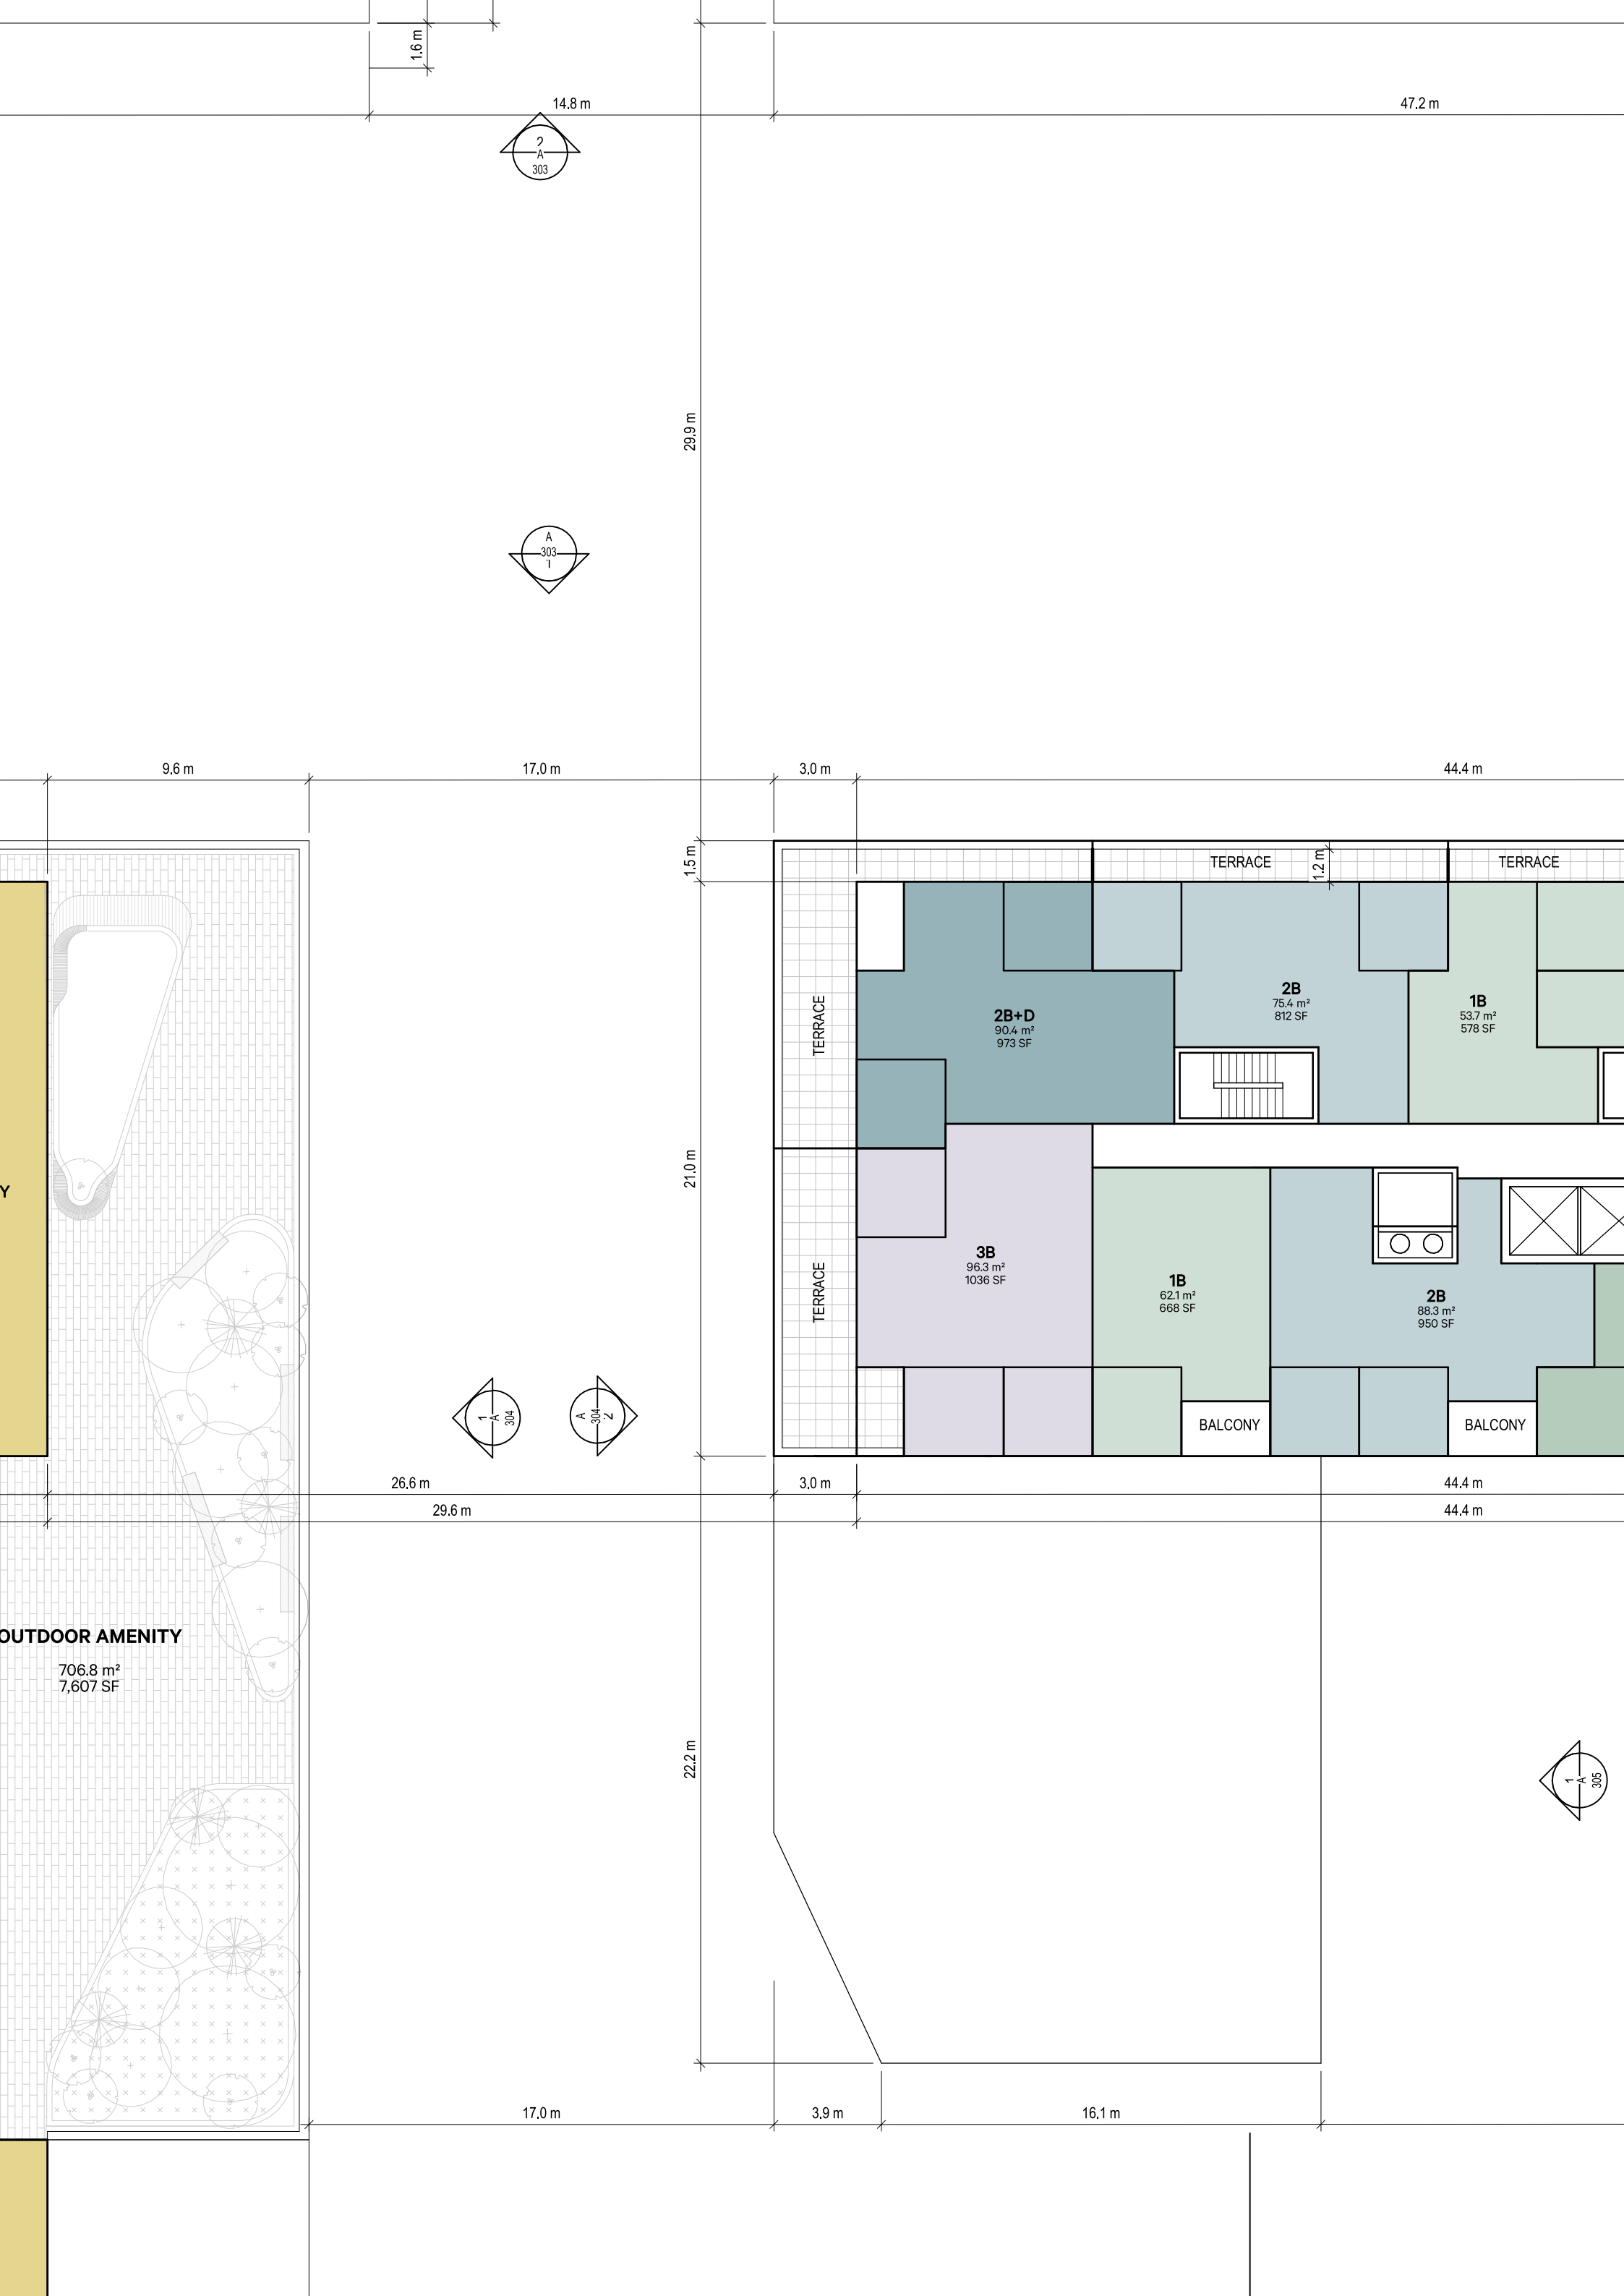 1.6 m
14.8 m
47.2 m
2
A
303
29.9 m
A
303
1
9.6 m
17.0 m
3.0 m
44.4 m
1.5 m
TERRACE
1.2 m
TERRACE
TERRACE
2B+D
90.4 m²
973 SF
2B
75.4 m²
812 SF
1B
53.7 m²
578 SF
Y
21.0 m
TERRACE
3B
96.3 m²
1036 SF
1B
62.1 m²
668 SF
2B
88.3 m²
950 SF
1
A
304
A
304
2
BALCONY
BALCONY
26.6 m
3.0 m
44.4 m
29.6 m
44.4 m
OUTDOOR AMENITY
706.8 m²
7,607 SF
22.2 m
1
A
305
17.0 m
3.9 m
16.1 m